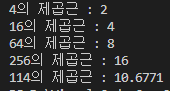 4의 제곱근 : 2
16의 제곱근 : 4
64의 제곱근 : 8
256의 제곱근 : 16
114의 제곱근 : 10.6771